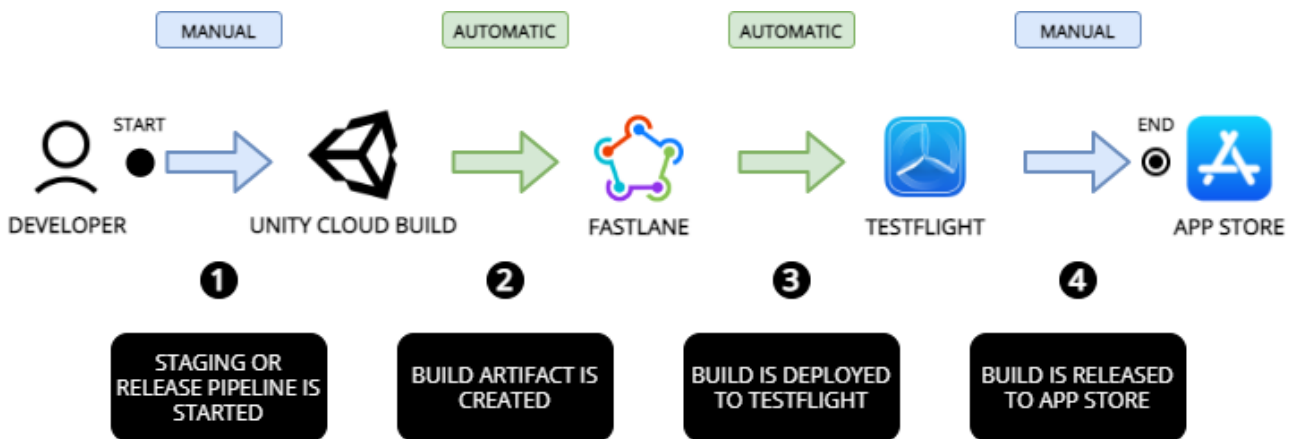 MANUAL
AUTOMATIC
AUTOMATIC
MANUAL
START
END
DEVELOPER
UNITY CLOUD BUILD
FASTLANE
TESTFLIGHT
APP STORE
1
2
3
4
STAGING OR
RELEASE PIPELINE IS
STARTED
BUILD ARTIFACT IS
CREATED
BUILD IS DEPLOYED
TO TESTFLIGHT
BUILD IS RELEASED
TO APP STORE